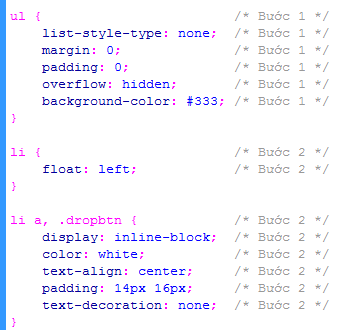 ul {                        /* Bước 1 */
    list-style-type: none;  /* Bước 1 */
    margin: 0;              /* Bước 1 */
    padding: 0;             /* Bước 1 */
    overflow: hidden;       /* Bước 1 */
    background-color: #333; /* Bước 1 */
}

li {                        /* Bước 2 */
    float: left;            /* Bước 2 */
}

li a, .dropbtn {            /* Bước 2 */
    display: inline-block;  /* Bước 2 */
    color: white;           /* Bước 2 */
    text-align: center;     /* Bước 2 */
    padding: 14px 16px;     /* Bước 2 */
    text-decoration: none;  /* Bước 2 */
}